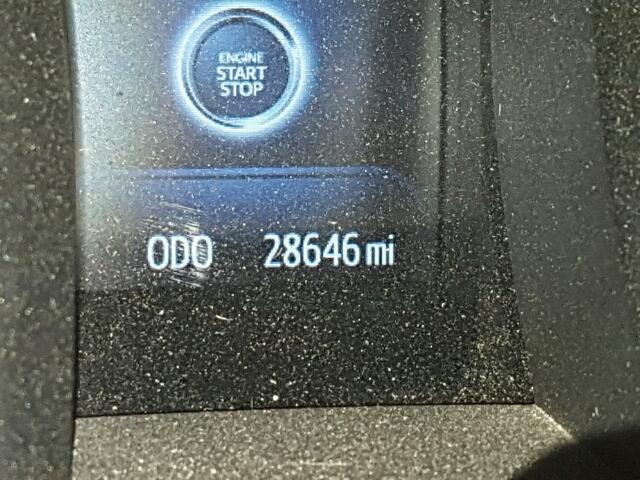 ENGINE
START
STOP
ODO 28646 mi